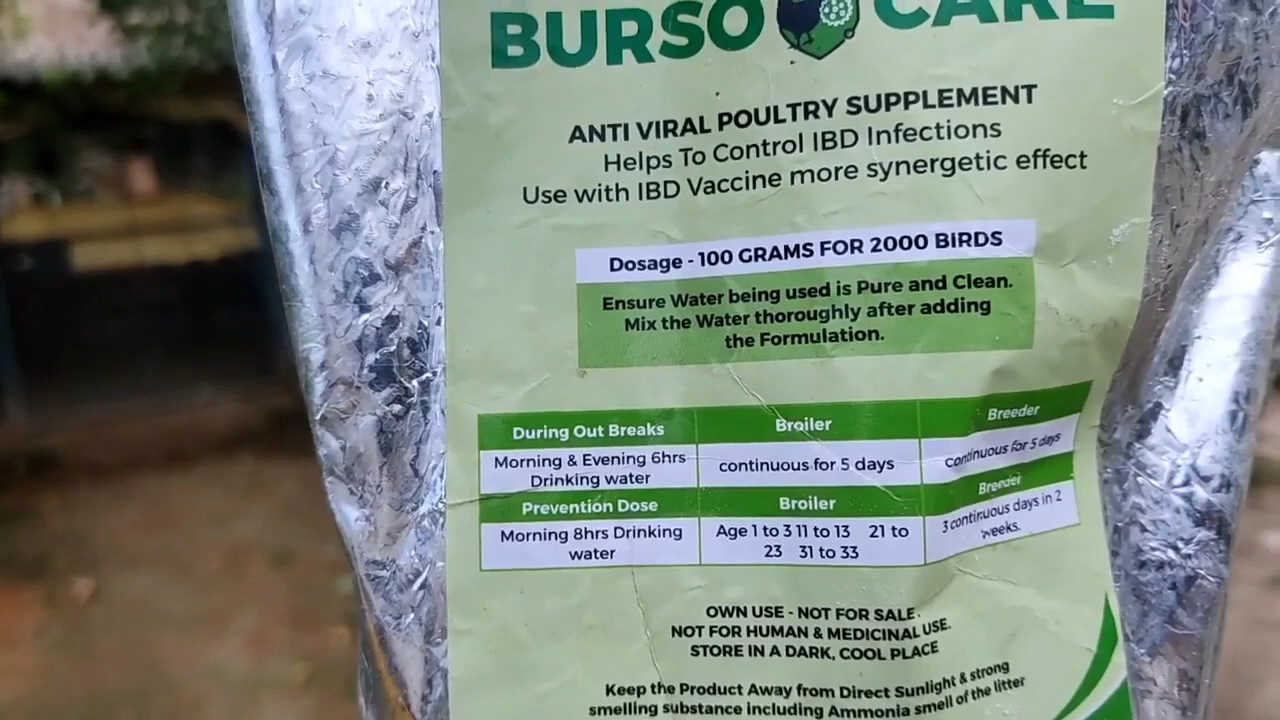 BURSO CARE
ANTI VIRAL POULTRY SUPPLEMENT
Helps To Control IBD Infections
Use with IBD Vaccine more synergetic effect
Dosage - 100 GRAMS FOR 2000 BiRDS
Ensure Water being used is Pure and Clean.
Mix the Water thoroughly after adding
the Formulation.
During Out Breaks Broiler Breeder
Morning & Evening 6hrs
Drinking water
continuous for 5 days
Continuous for 5 days
Prevention Dose Broiler Breeder
Morning 8hrs Drinking
water
Age 1 to 3 11 to 13 21 to
23 31 to 33
3 continuous days in 2
weeks.
OWN USE - NOT FOR SALE.
NOT FOR HUMAN & MEDICINAL USE.
STORE IN A DARK, COOL PLACE
Keep the Product Away from Direct Sunlight & strong
smelling substance including Ammonia smell of the litter